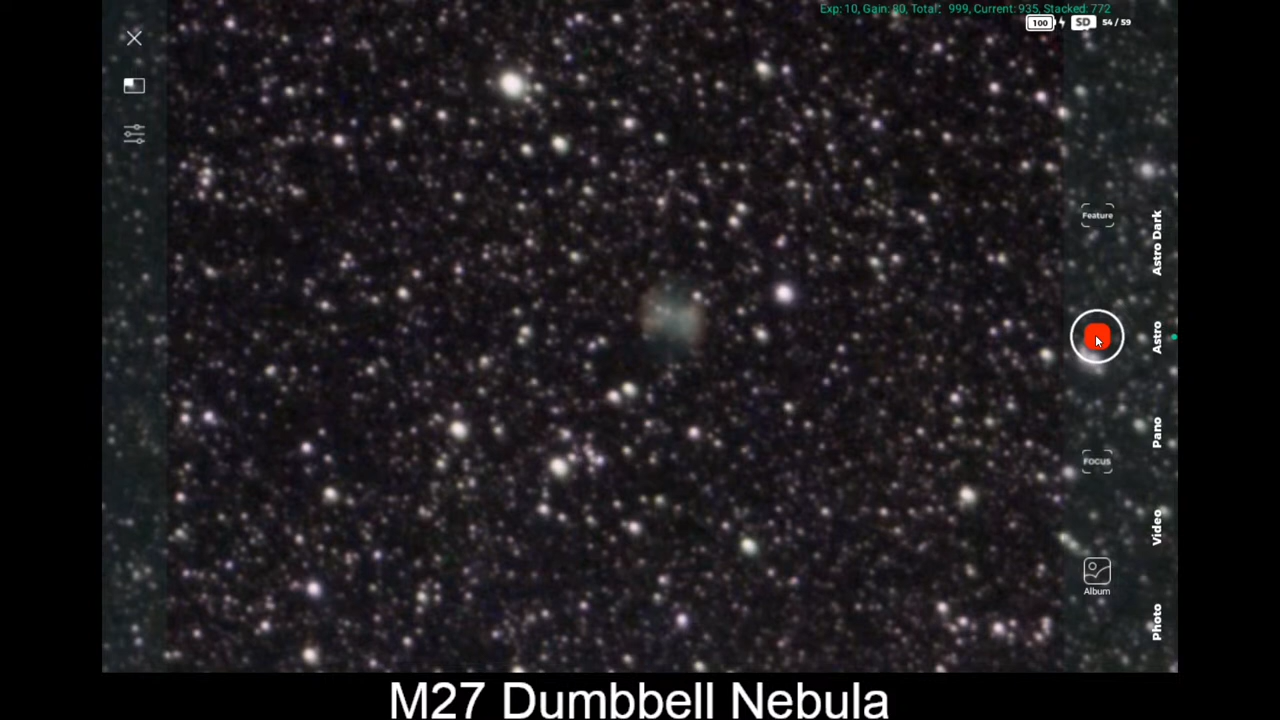 Exp: 10, Gain: 80, Total: 999, Current: 935, Stacked: 772
100 SD 54 / 59
Feature
Astro Dark
Astro
Pano
FOCUS
Video
Album
Photo
M27 Dumbbell Nebula